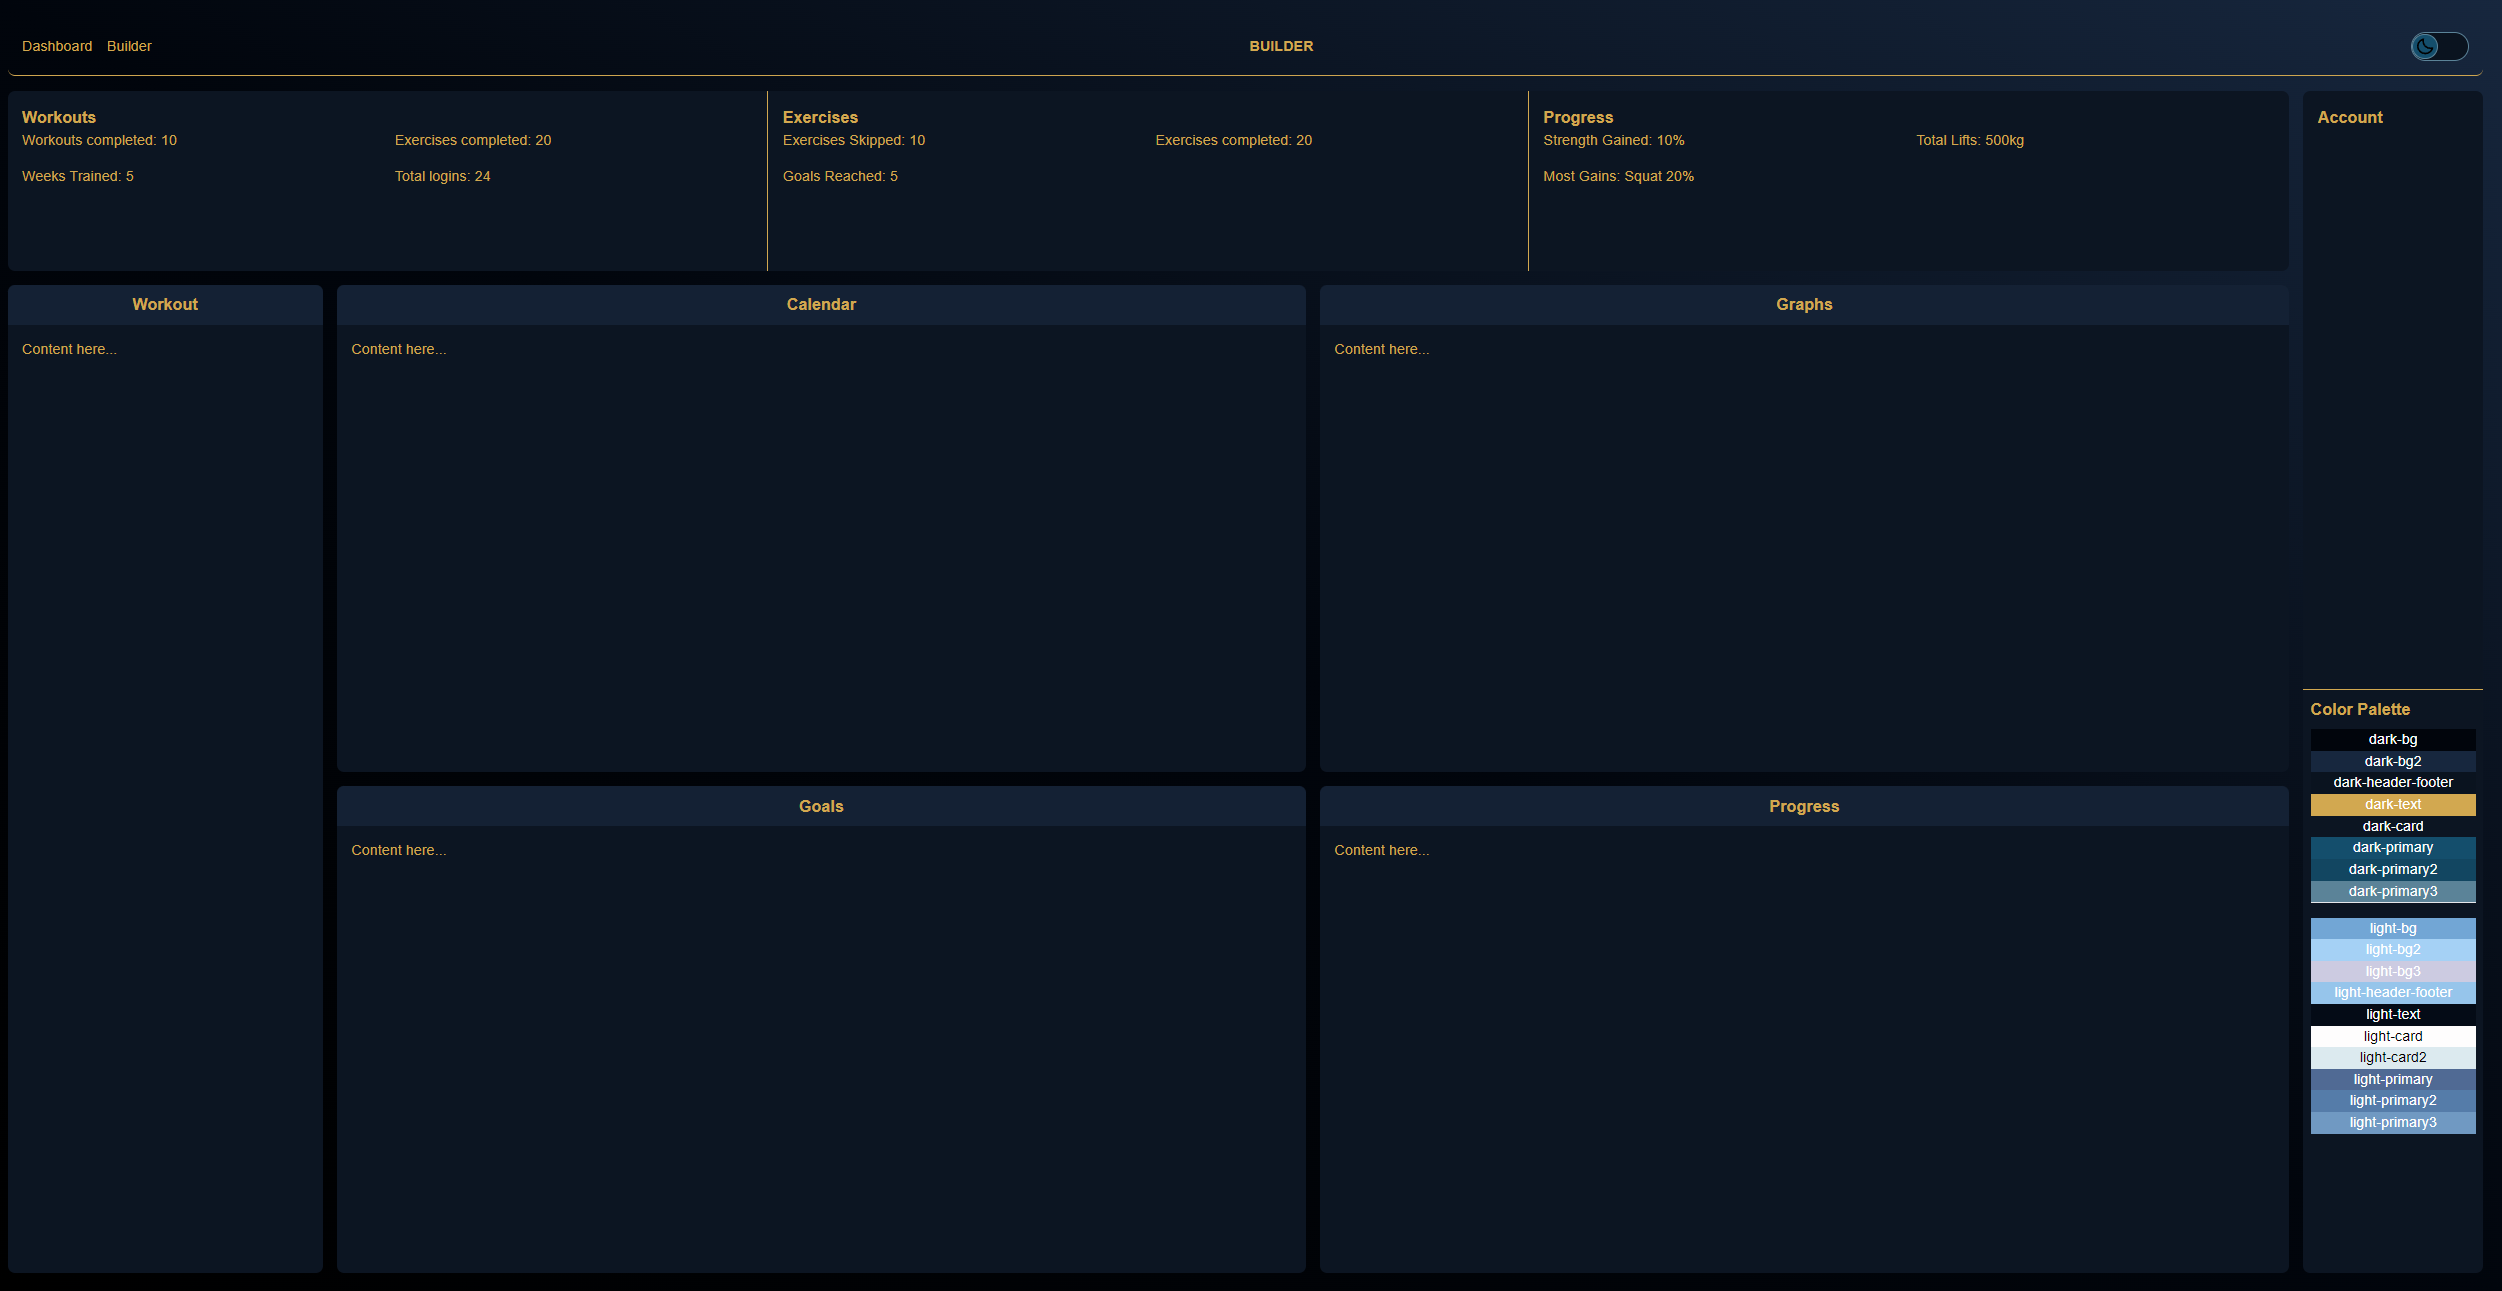 Dashboard Builder
BUILDER
Workouts
Workouts completed: 10
Exercises completed: 20
Weeks Trained: 5
Total logins: 24
Exercises
Exercises Skipped: 10
Exercises completed: 20
Goals Reached: 5
Progress
Strength Gained: 10%
Total Lifts: 500kg
Most Gains: Squat 20%
Account
Workout
Content here...
Calendar
Content here...
Graphs
Content here...
Goals
Content here...
Progress
Content here...
Color Palette
dark-bg
dark-bg2
dark-header-footer
dark-text
dark-card
dark-primary
dark-primary2
dark-primary3
light-bg
light-bg2
light-bg3
light-header-footer
light-text
light-card
light-card2
light-primary
light-primary2
light-primary3